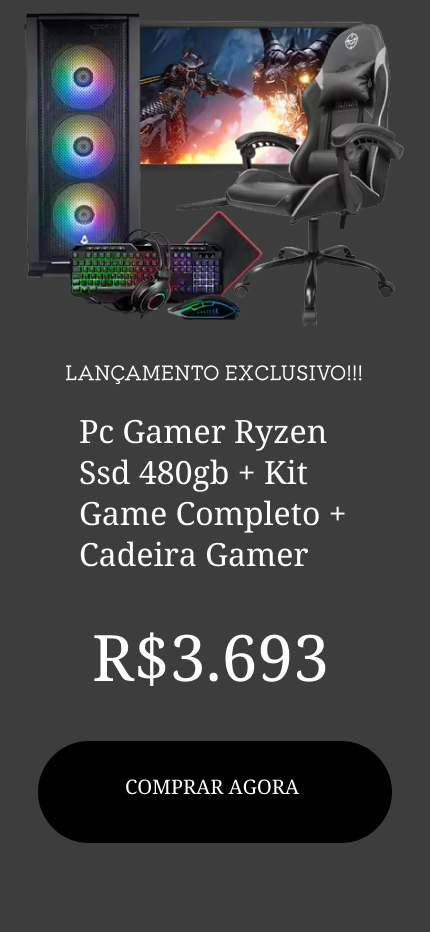 LANÇAMENTO EXCLUSIVO!!!
Pc Gamer Ryzen
Ssd 480gb + Kit
Game Completo +
Cadeira Gamer
R$3.693
COMPRAR AGORA